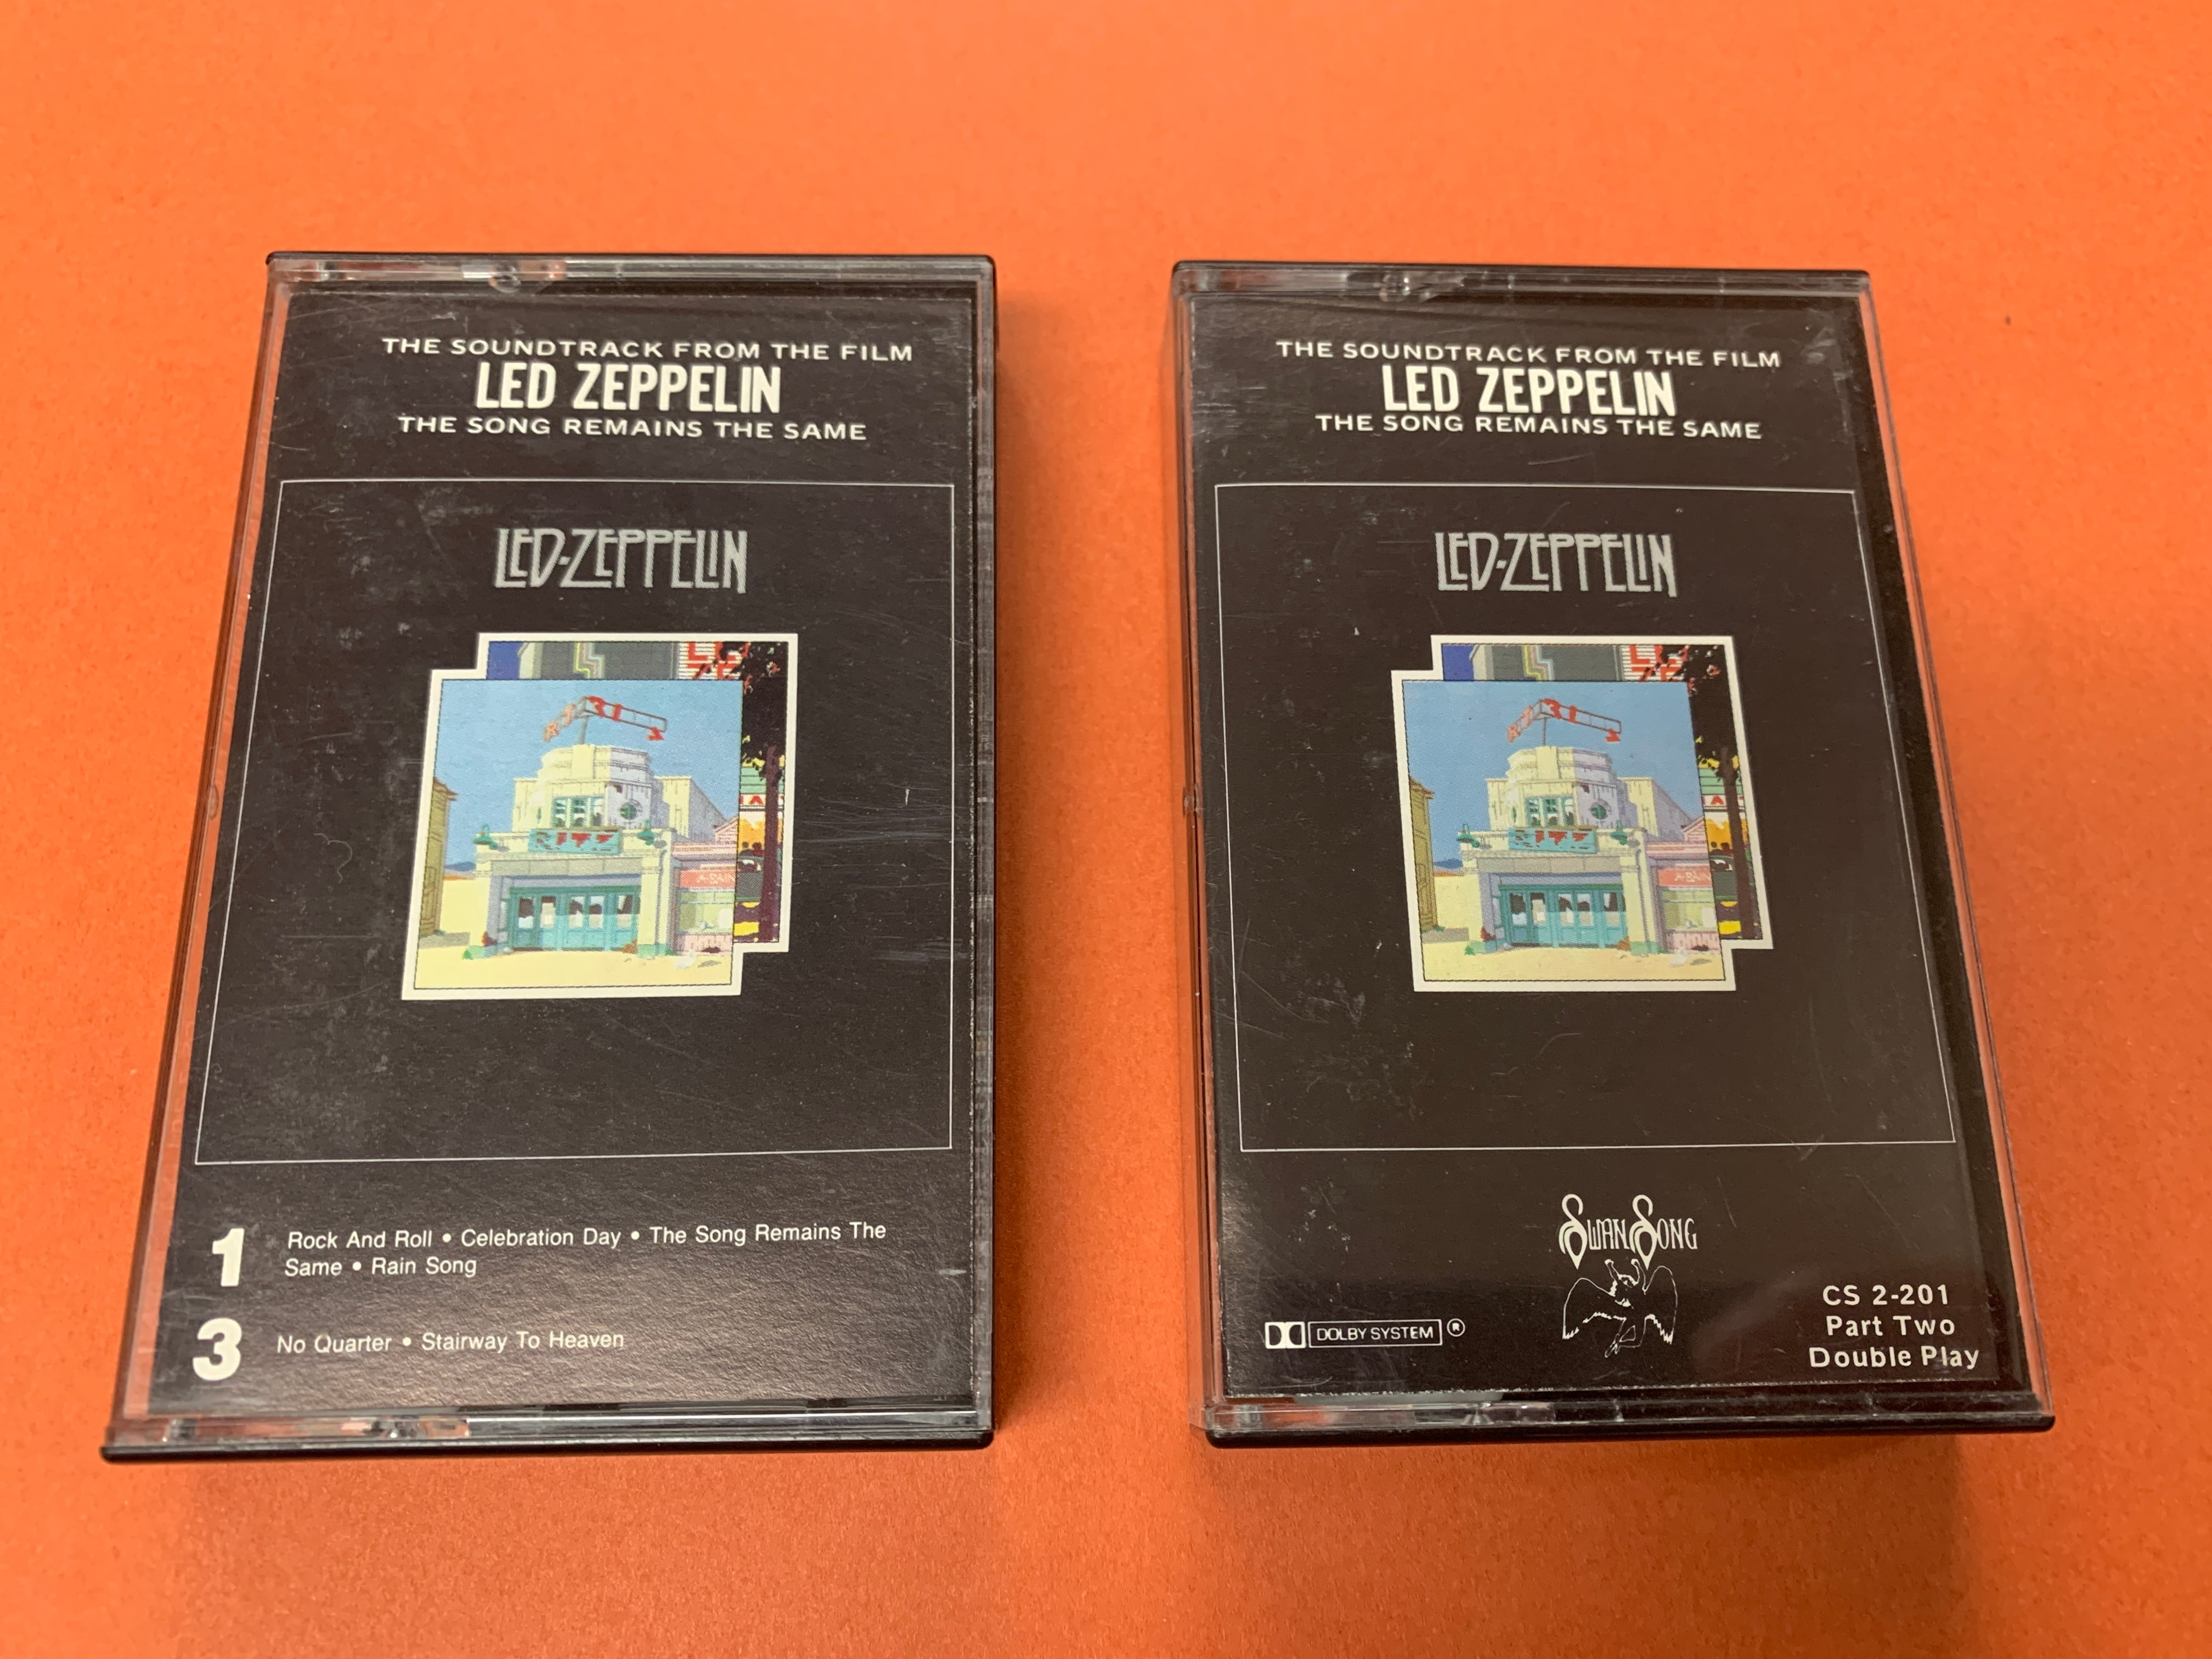 THE SOUNDTRACK FROM THE FILM
LED ZEPPELIN
THE SONG REMAINS THE SAME
LED-ZEPPELIN
RITZ
1
Rock And Roll • Celebration Day • The Song Remains The
Same • Rain Song
3
No Quarter • Stairway To Heaven
THE SOUNDTRACK FROM THE FILM
LED ZEPPELIN
THE SONG REMAINS THE SAME
LED-ZEPPELIN
RITZ
SWAN SONG
DOLBY SYSTEM ®
CS 2-201
Part Two
Double Play